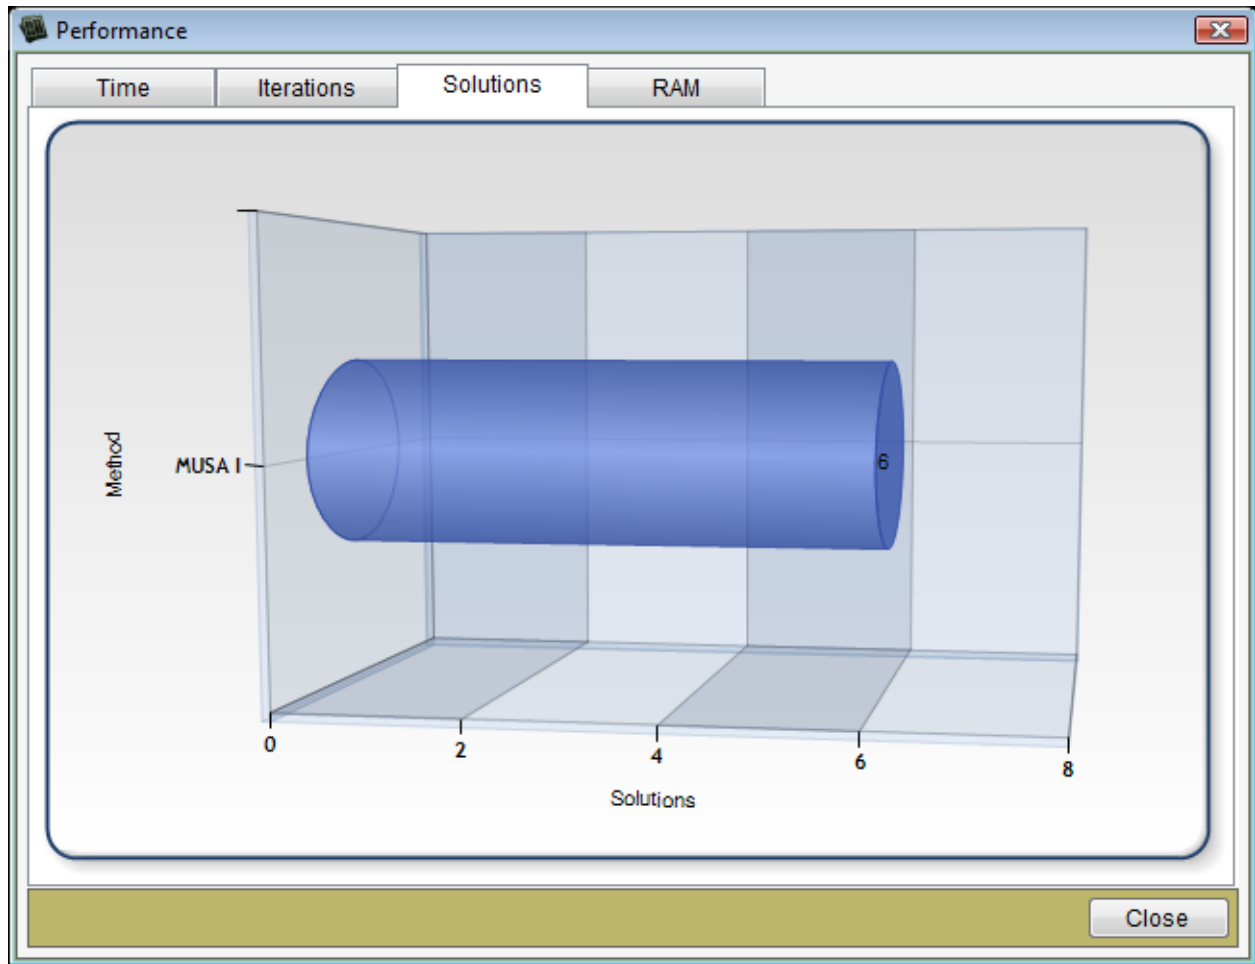 Performance
Time Iterations Solutions RAM
Method
MUSA I
6
0 2 4 6 8
Solutions
Close